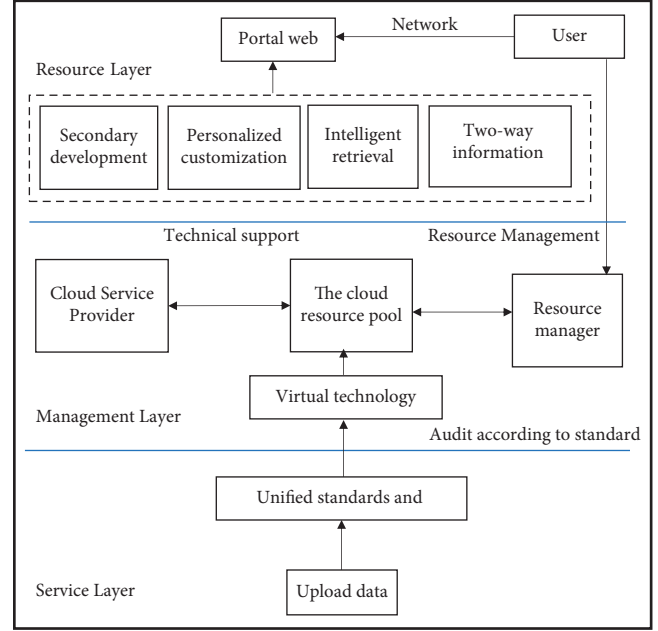 Portal web
Network
User
Resource Layer
Secondary
development
Personalized
customization
Intelligent
retrieval
Two-way
information
Technical support
Resource Management
Cloud Service
Provider
The cloud
resource pool
Resource
manager
Virtual technology
Management Layer
Audit according to standard
Unified standards and
Service Layer
Upload data